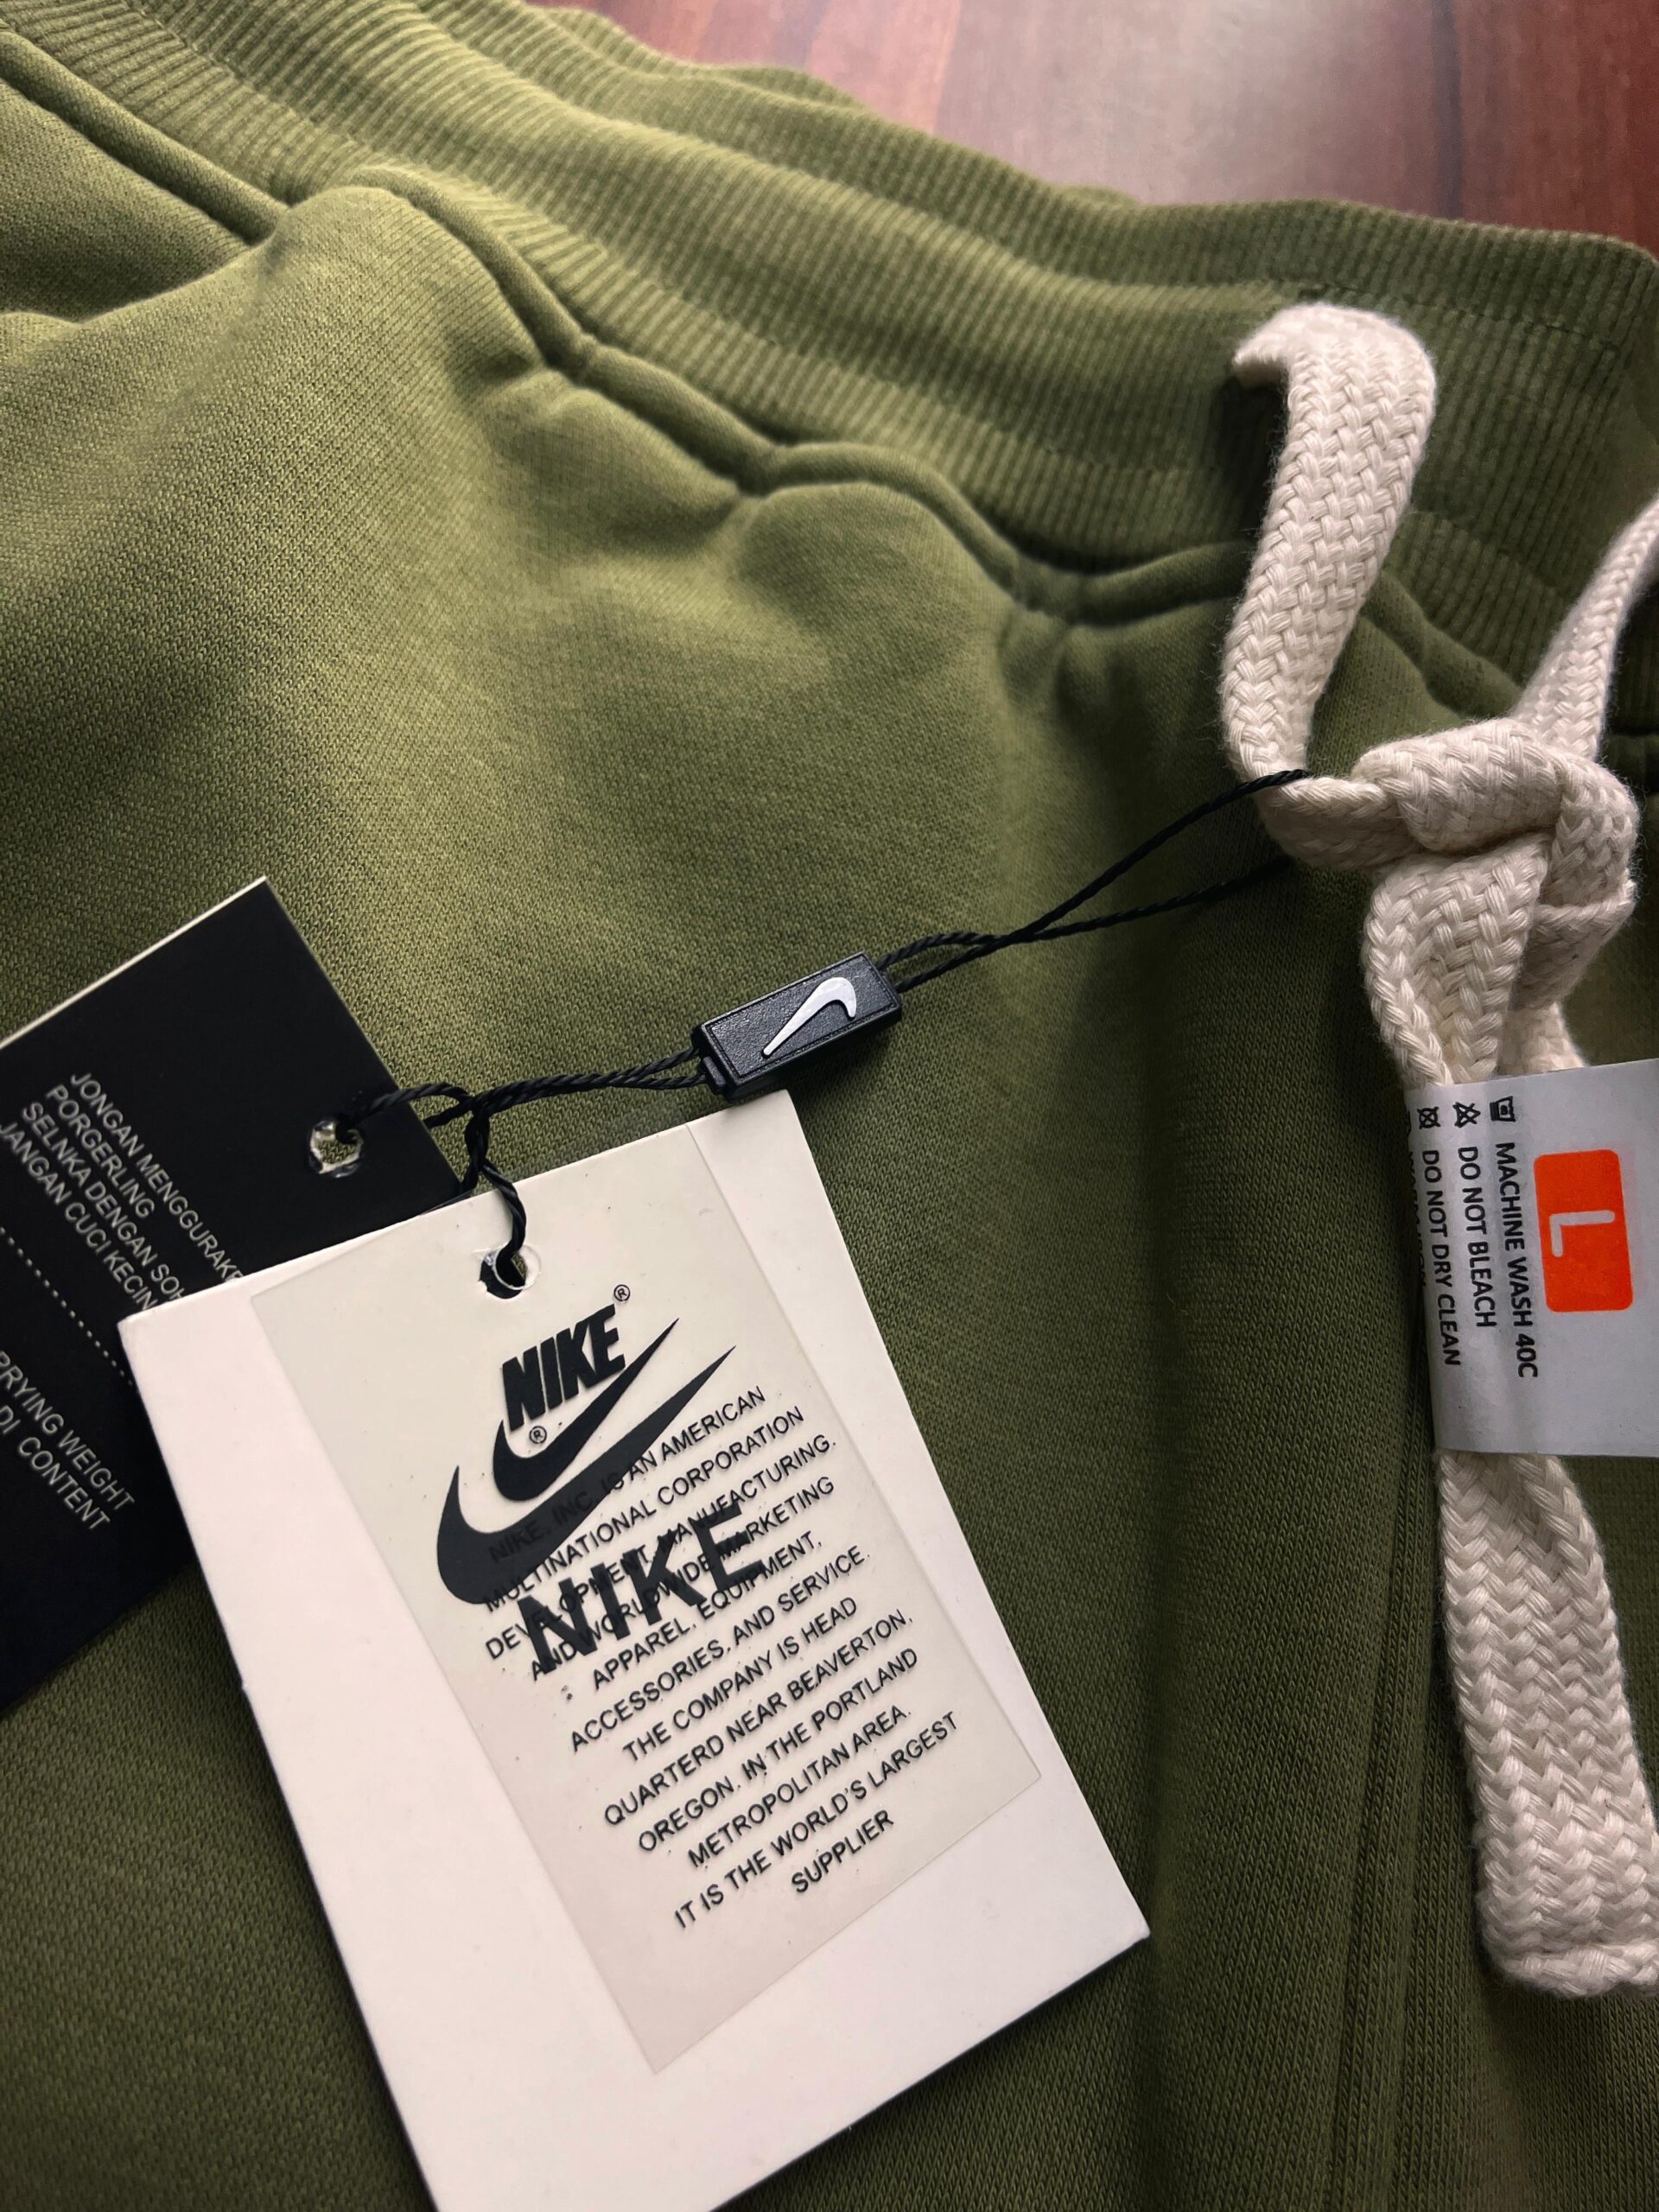 JONGAN MENGGURAKE
PORGERLING
SELNKA DENGAN SOH
JANGAN CUCI KECIN
RRYING WEIGHT
DI CONTENT
NIKE®
®
NIKE
NIKE, INC. IS AN AMERICAN
MULTINATIONAL CORPORATION
DEVELOPMENT, MANUFACTURING.
AND WORLDWIDE MARKETING
: APPAREL. EQUIPMENT,
ACCESSORIES. AND SERVICE.
THE COMPANY IS HEAD
QUARTERD NEAR BEAVERTON.
OREGON. IN THE PORTLAND
METROPOLITAN AREA.
IT IS THE WORLD'S LARGEST
SUPPLIER
L
MACHINE WASH 40C
DO NOT BLEACH
DO NOT DRY CLEAN